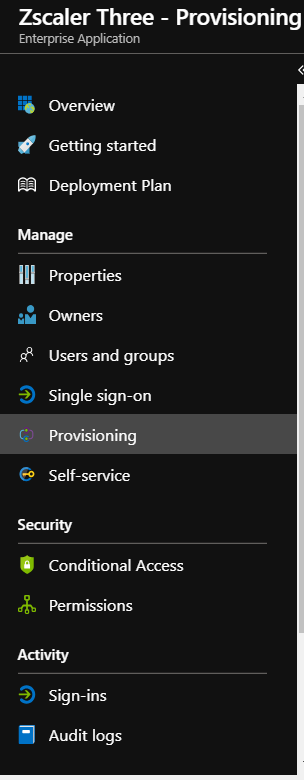 Zscaler Three - Provisioning
Enterprise Application
Overview
Getting started
Deployment Plan
Manage
Properties
Owners
Users and groups
Single sign-on
Provisioning
Self-service
Security
Conditional Access
Permissions
Activity
Sign-ins
Audit logs